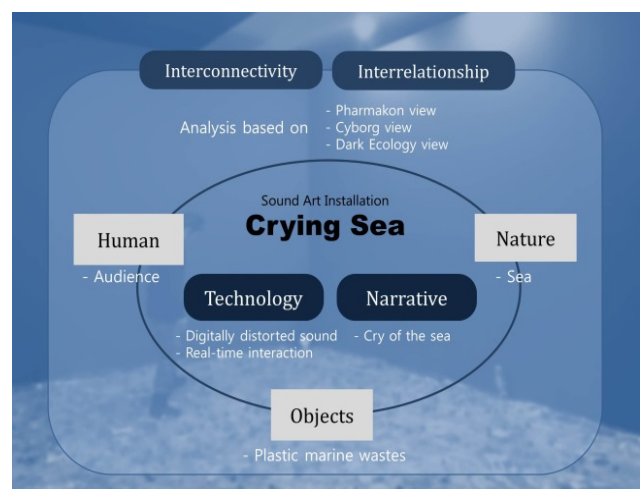 Interconnectivity
Interrelationship
Analysis based on
- Pharmakon view
- Cyborg view
- Dark Ecology view
Sound Art Installation
Crying Sea
Human
- Audience
Nature
- Sea
Technology
- Digitally distorted sound
- Real-time interaction
Narrative
- Cry of the sea
Objects
- Plastic marine wastes